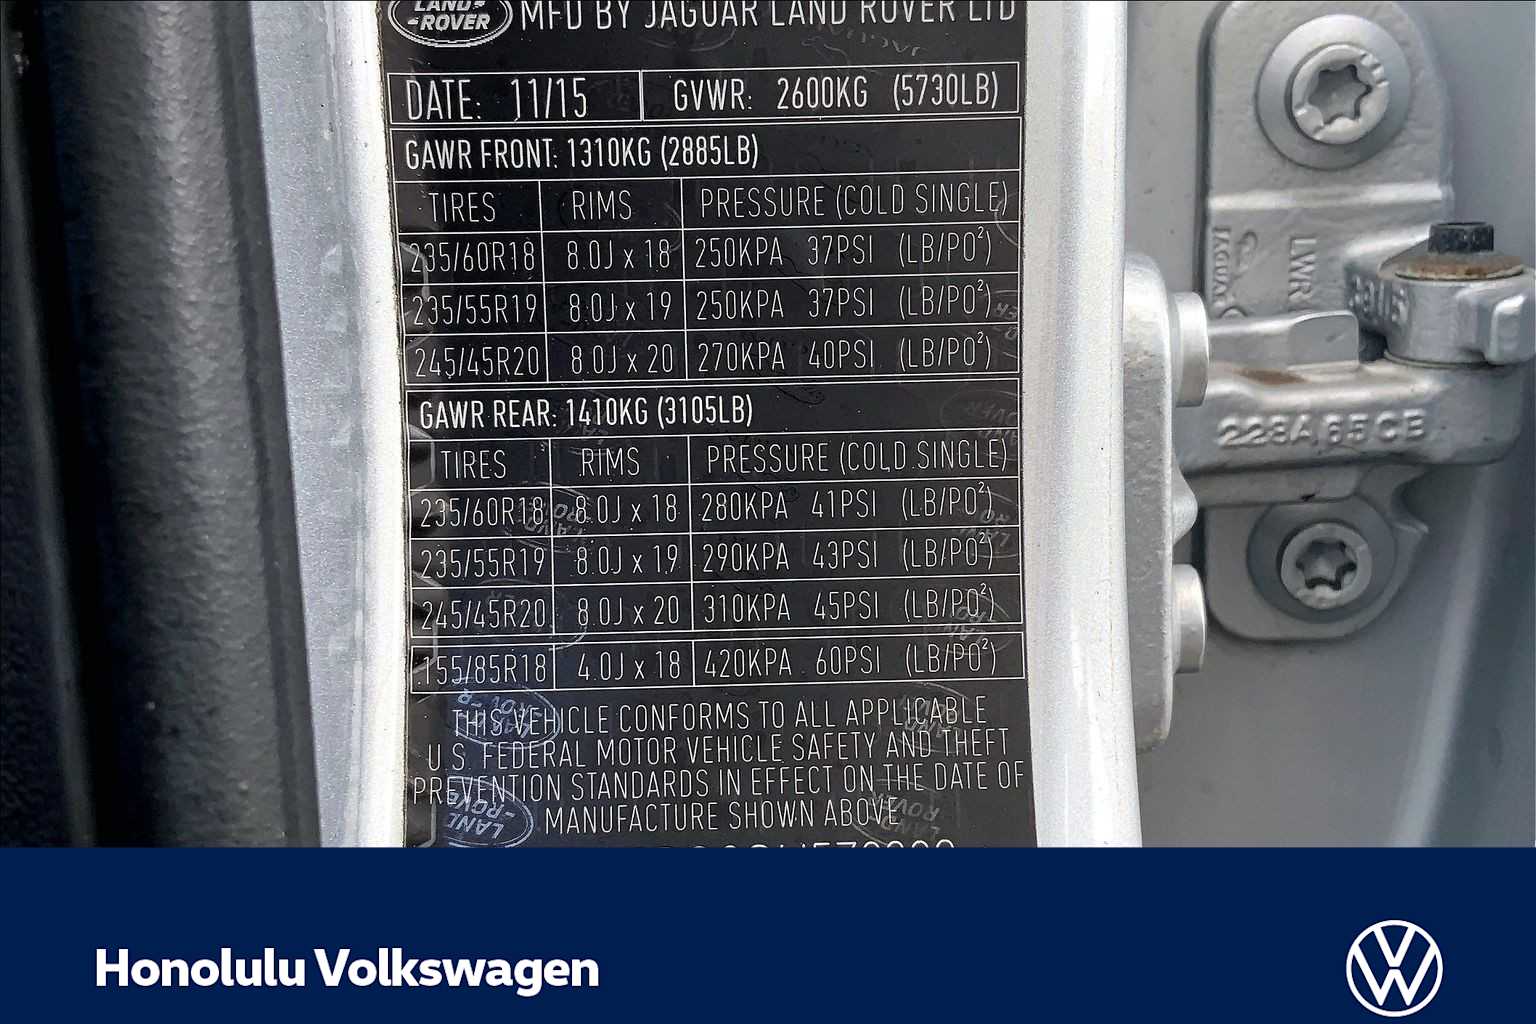 LAND-
-ROVER
MFD BY JAGUAR LAND ROVER LTD
DATE: 11/15 GVWR: 2600KG (5730LB)
GAWR FRONT: 1310KG (2885LB)
TIRES RIMS PRESSURE (COLD SINGLE)
235/60R18 8.0J x 18 250KPA 37PSI (LB/PO²)
235/55R19 8.0J x 19 250KPA 37PSI (LB/PO²)
245/45R20 8.0J x 20 270KPA 40PSI (LB/PO²)
GAWR REAR: 1410KG (3105LB)
TIRES RIMS PRESSURE (COLD SINGLE)
235/60R18 8.0J x 18 280KPA 41PSI (LB/PO²)
235/55R19 8.0J x 19 290KPA 43PSI (LB/PO²)
245/45R20 8.0J x 20 310KPA 45PSI (LB/PO²)
155/85R18 4.0J x 18 420KPA 60PSI (LB/PO²)
THIS VEHICLE CONFORMS TO ALL APPLICABLE
U.S. FEDERAL MOTOR VEHICLE SAFETY AND THEFT
PREVENTION STANDARDS IN EFFECT ON THE DATE OF
MANUFACTURE SHOWN ABOVE
LAND-
-ROVER
JAGUAR
LWR
223A65CE
Honolulu Volkswagen